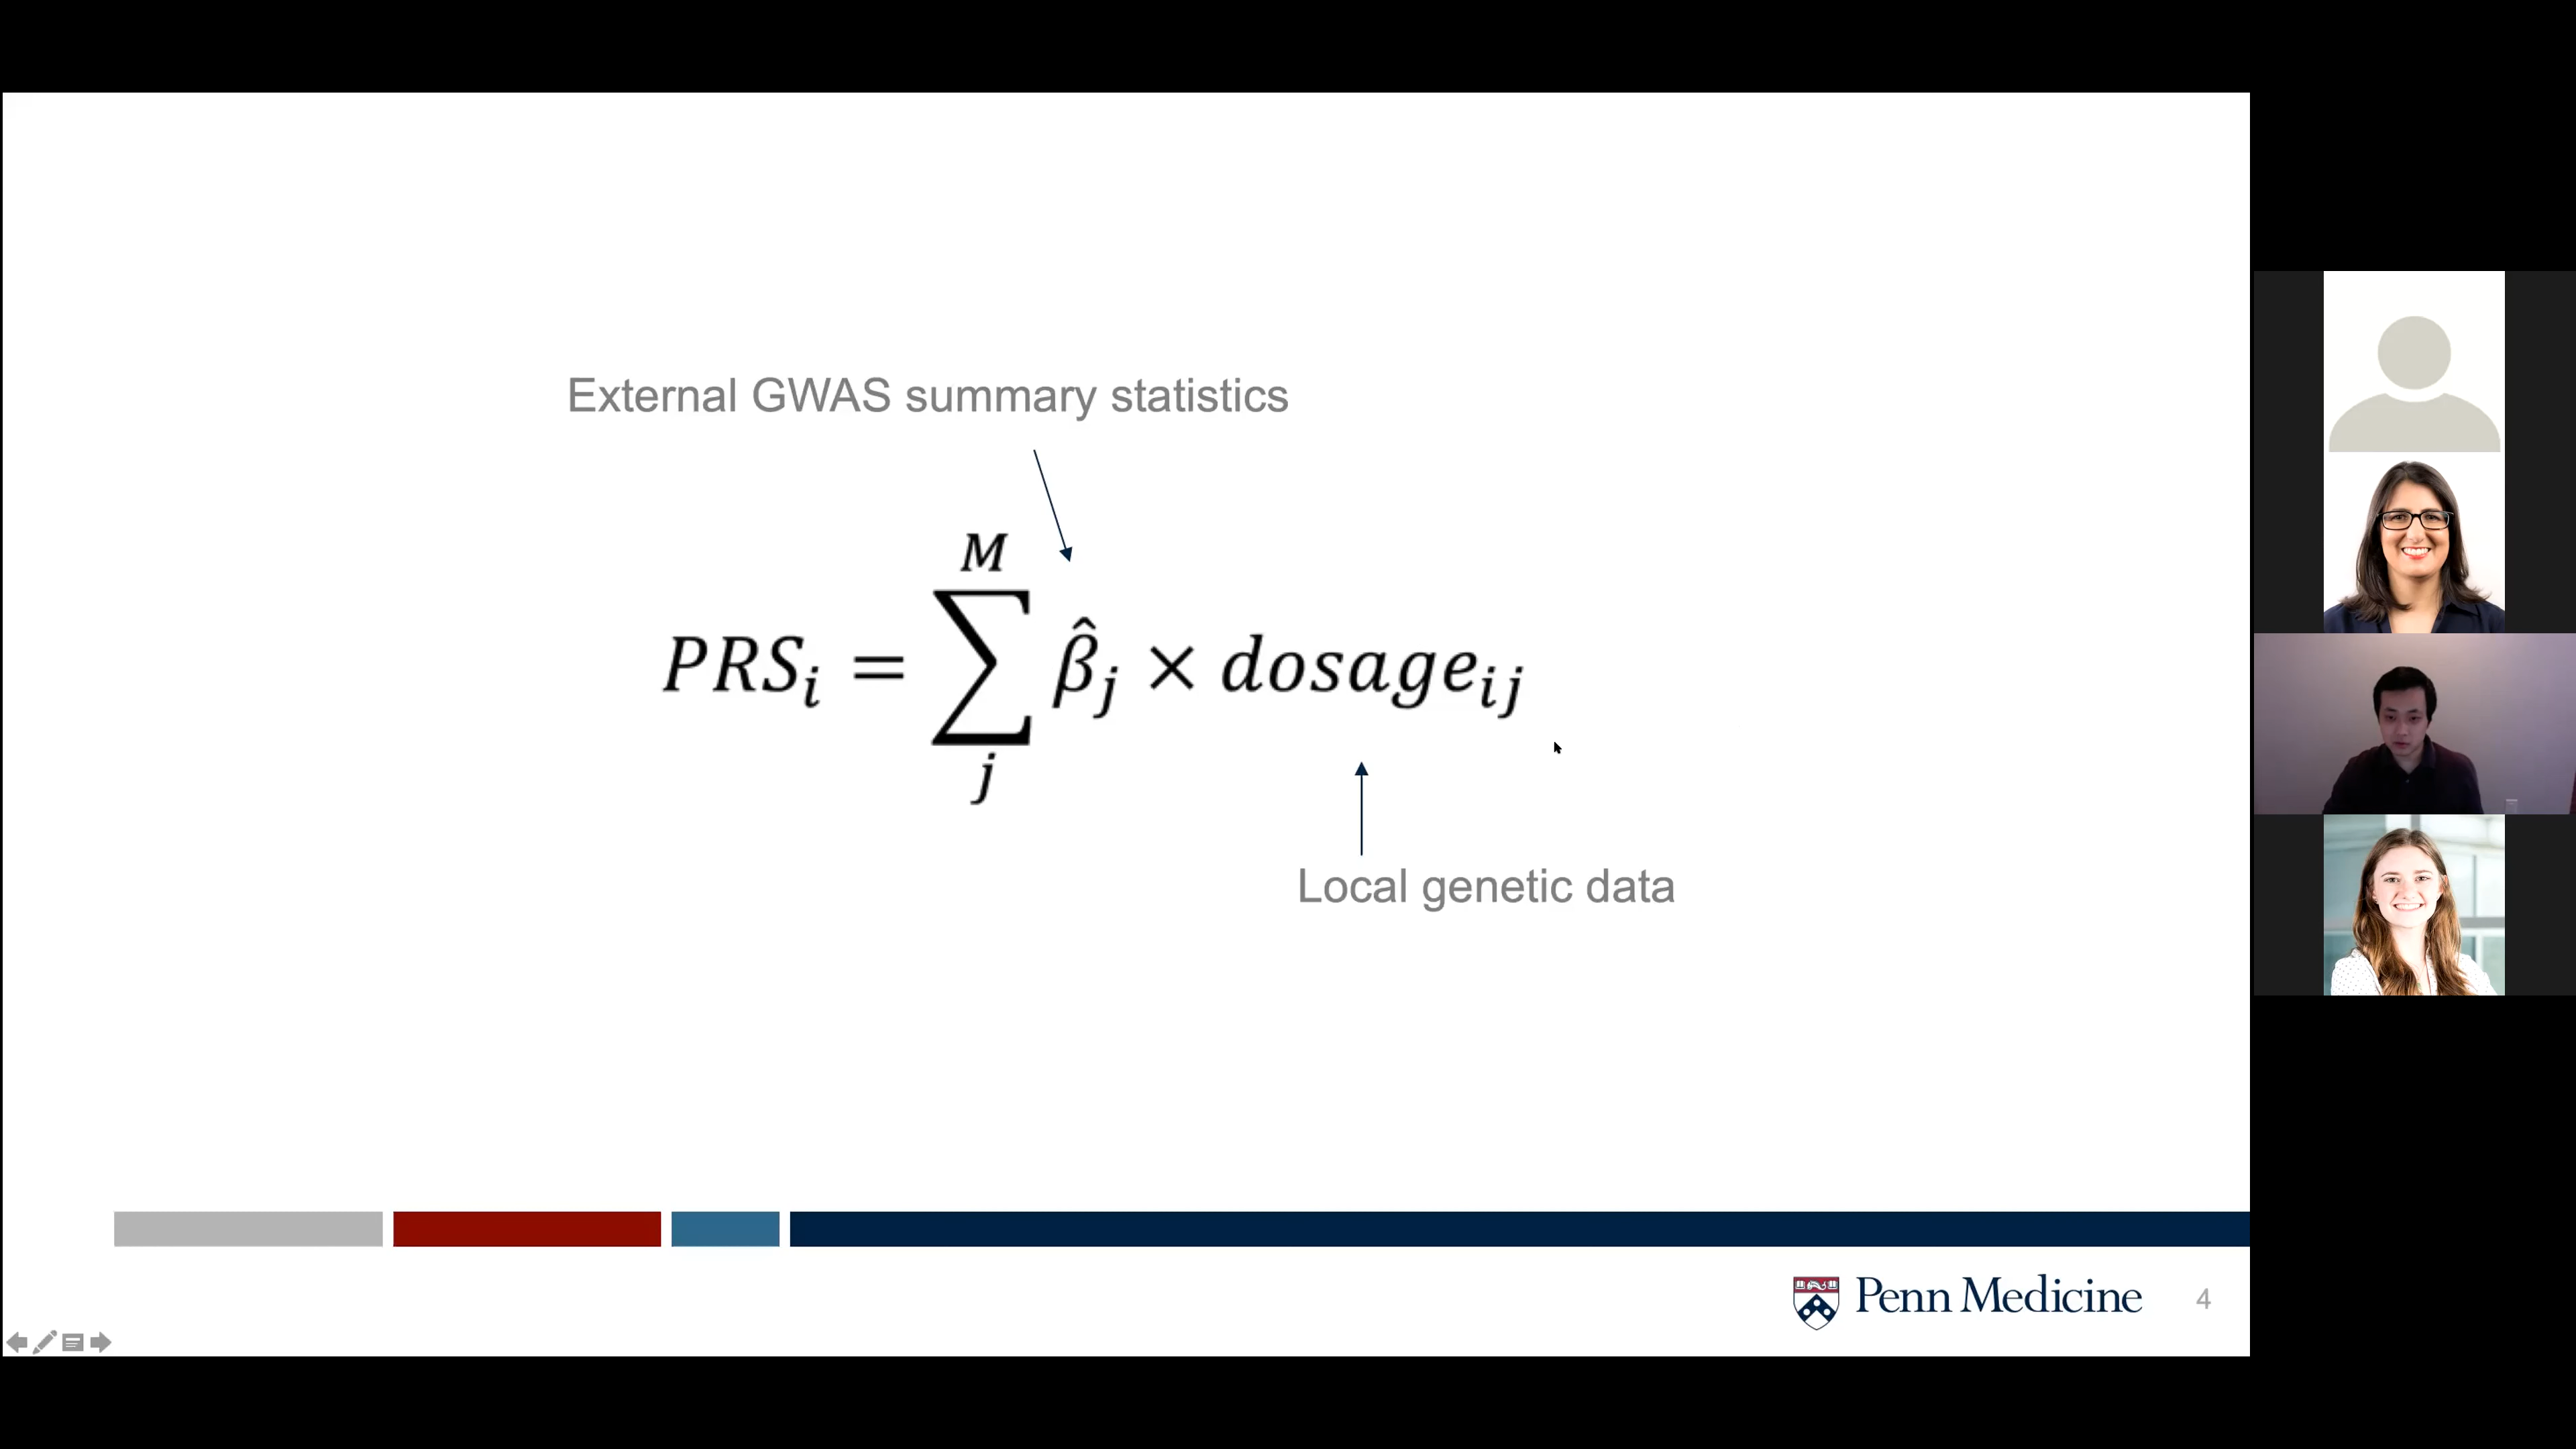 External GWAS summary statistics
M
PRS_i = ∑ β̂_j × dosage_ij
j
Local genetic data
Penn Medicine
4